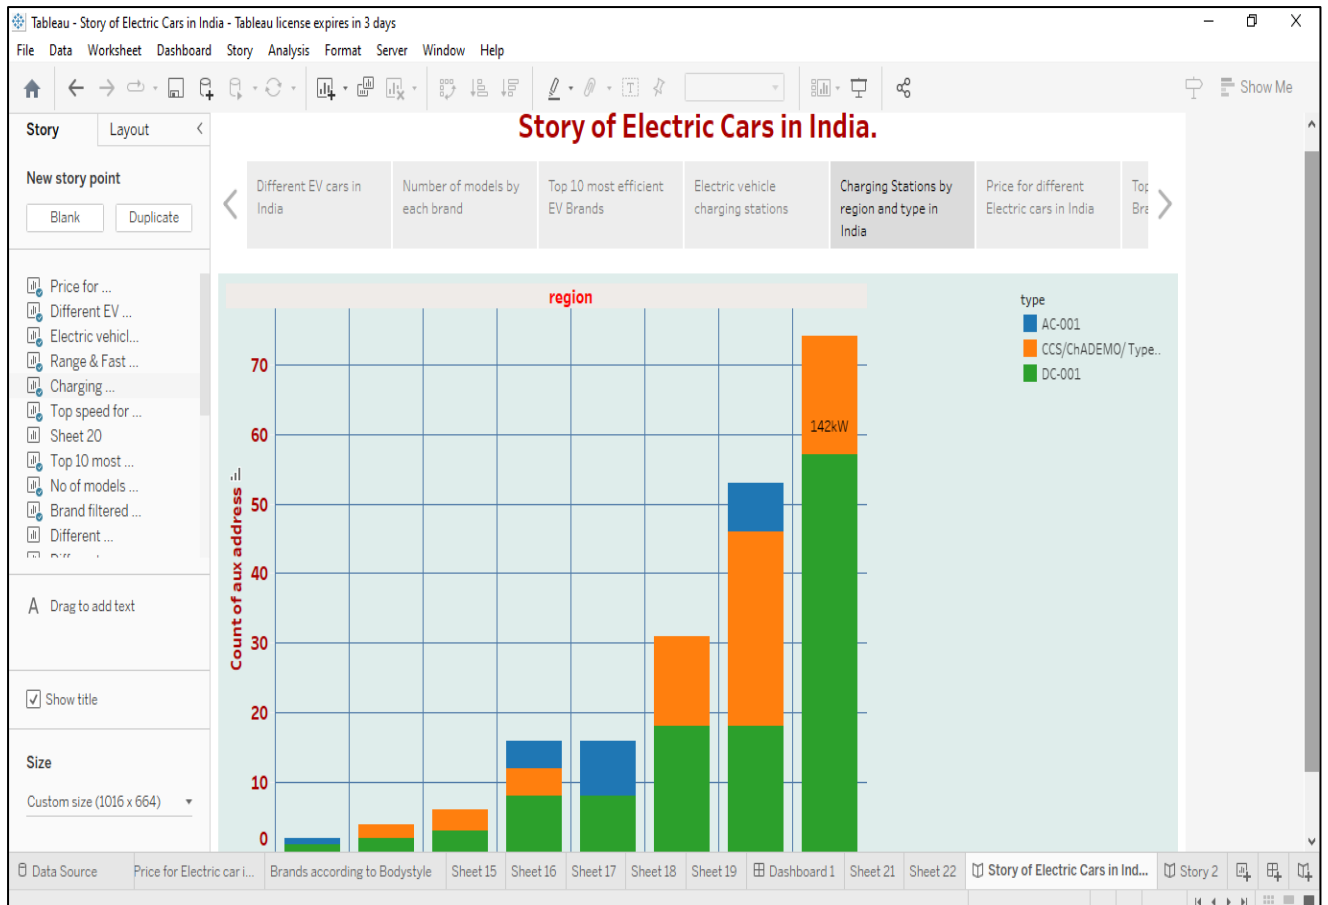 Tableau - Story of Electric Cars in India - Tableau license expires in 3 days
File Data Worksheet Dashboard Story Analysis Format Server Window Help
Show Me
Story Layout
New story point
Blank Duplicate
Price for ...
Different EV ...
Electric vehicl...
Range & Fast ...
Charging ...
Top speed for ...
Sheet 20
Top 10 most ...
No of models ...
Brand filtered ...
Different ...
A Drag to add text
Show title
Size
Custom size (1016 x 664)
Story of Electric Cars in India.
Different EV cars in
India
Number of models by
each brand
Top 10 most efficient
EV Brands
Electric vehicle
charging stations
Charging Stations by
region and type in
India
Price for different
Electric cars in India
region
type
AC-001
CCS/ChADEMO/ Type..
DC-001
Count of aux address
70
60
50
40
30
20
10
0
142kW
Data Source Price for Electric car i... Brands according to Bodystyle Sheet 15 Sheet 16 Sheet 17 Sheet 18 Sheet 19 Dashboard 1 Sheet 21 Sheet 22 Story of Electric Cars in Ind... Story 2